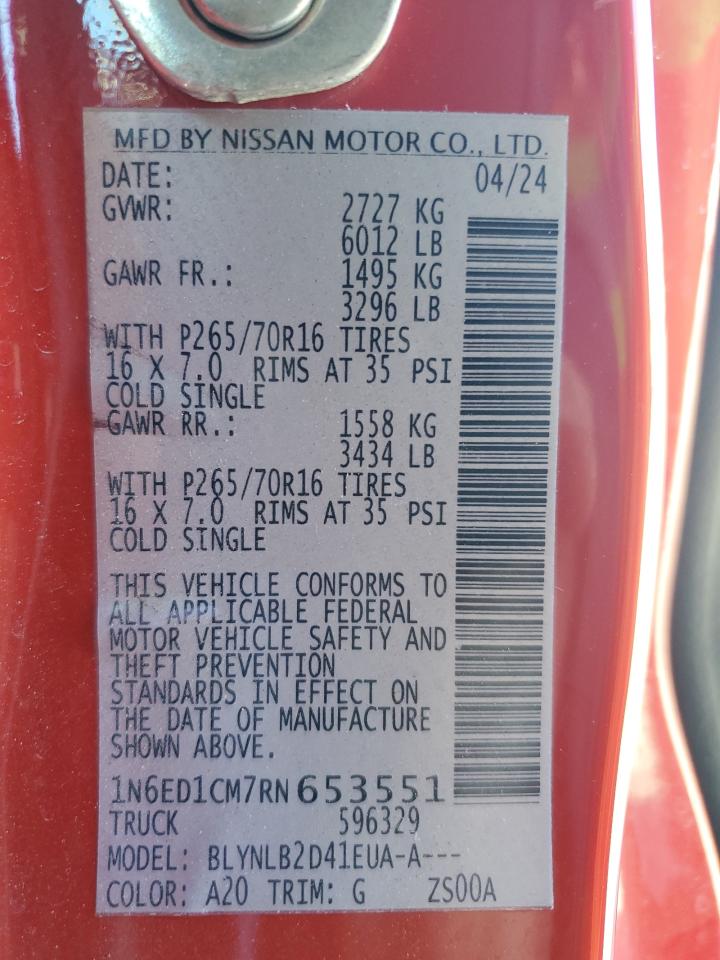 MFD BY NISSAN MOTOR CO., LTD.
DATE: 04/24
GVWR: 2727 KG
6012 LB
GAWR FR.: 1495 KG
3296 LB
WITH P265/70R16 TIRES
16 X 7.0 RIMS AT 35 PSI
COLD SINGLE
GAWR RR.: 1558 KG
3434 LB
WITH P265/70R16 TIRES
16 X 7.0 RIMS AT 35 PSI
COLD SINGLE
THIS VEHICLE CONFORMS TO
ALL APPLICABLE FEDERAL
MOTOR VEHICLE SAFETY AND
THEFT PREVENTION
STANDARDS IN EFFECT ON
THE DATE OF MANUFACTURE
SHOWN ABOVE.
1N6ED1CM7RN653551
TRUCK 596329
MODEL: BLYNLB2D41EUA-A---
COLOR: A20 TRIM: G ZS00A